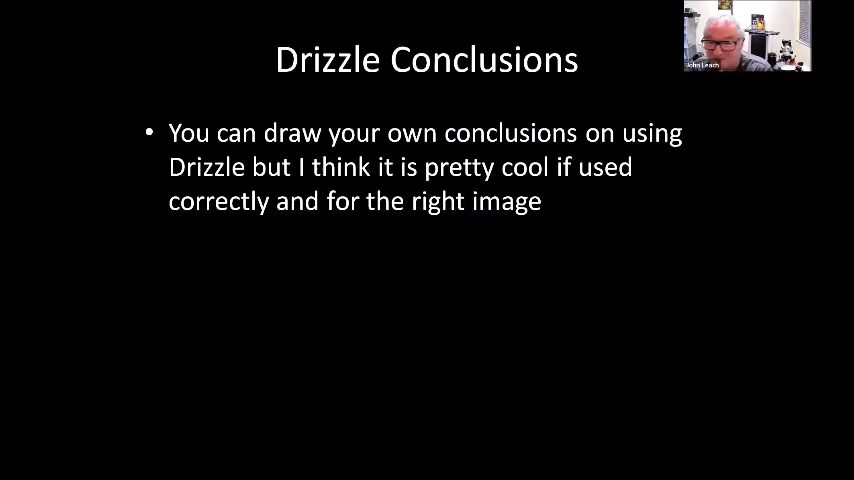 Drizzle Conclusions
John Leach
• You can draw your own conclusions on using
Drizzle but I think it is pretty cool if used
correctly and for the right image